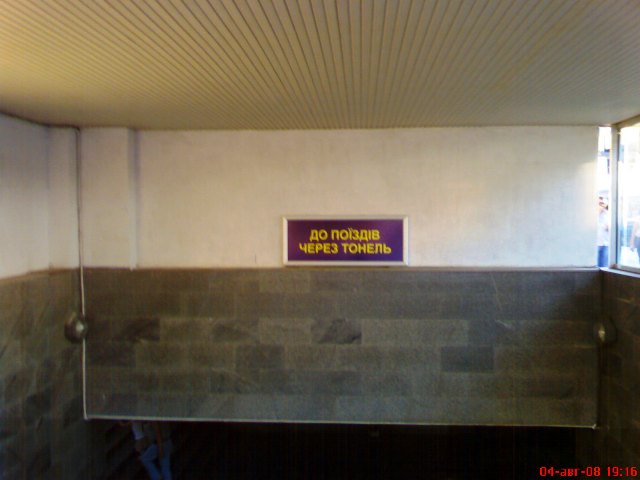 ДО ПОЇЗДІВ
ЧЕРЕЗ ТОНЕЛЬ
04-авг-08 19:16